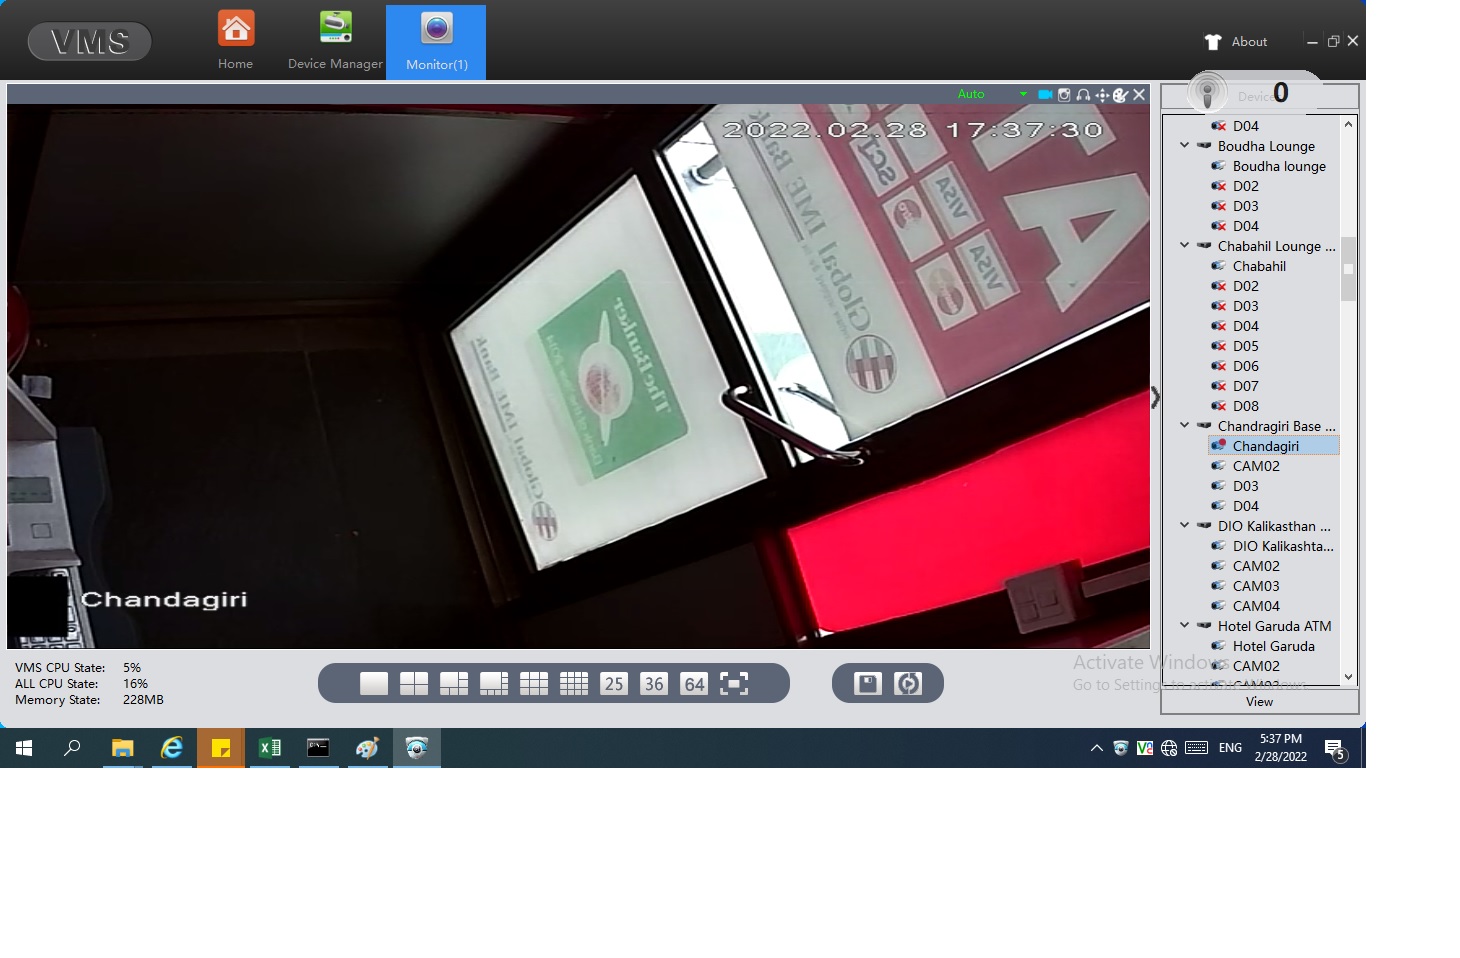 VMS
Home
Device Manager
Monitor(1)
About
Auto
Device
0
2022.02.28 17:37:30
Global IME Bank
SCT
VISA
VISA
The Banker
Global IME Bank
Chandagiri
D04
Boudha Lounge
Boudha lounge
D02
D03
D04
Chabahil Lounge ...
Chabahil
D02
D03
D04
D05
D06
D07
D08
Chandragiri Base ...
Chandagiri
CAM02
D03
D04
DIO Kalikasthan ...
DIO Kalikashta...
CAM02
CAM03
CAM04
Hotel Garuda ATM
Hotel Garuda
CAM02
View
VMS CPU State: 5%
ALL CPU State: 16%
Memory State: 228MB
25
36
64
Activate Windows
Go to Settings to activate Windows.
ENG
5:37 PM
2/28/2022
5